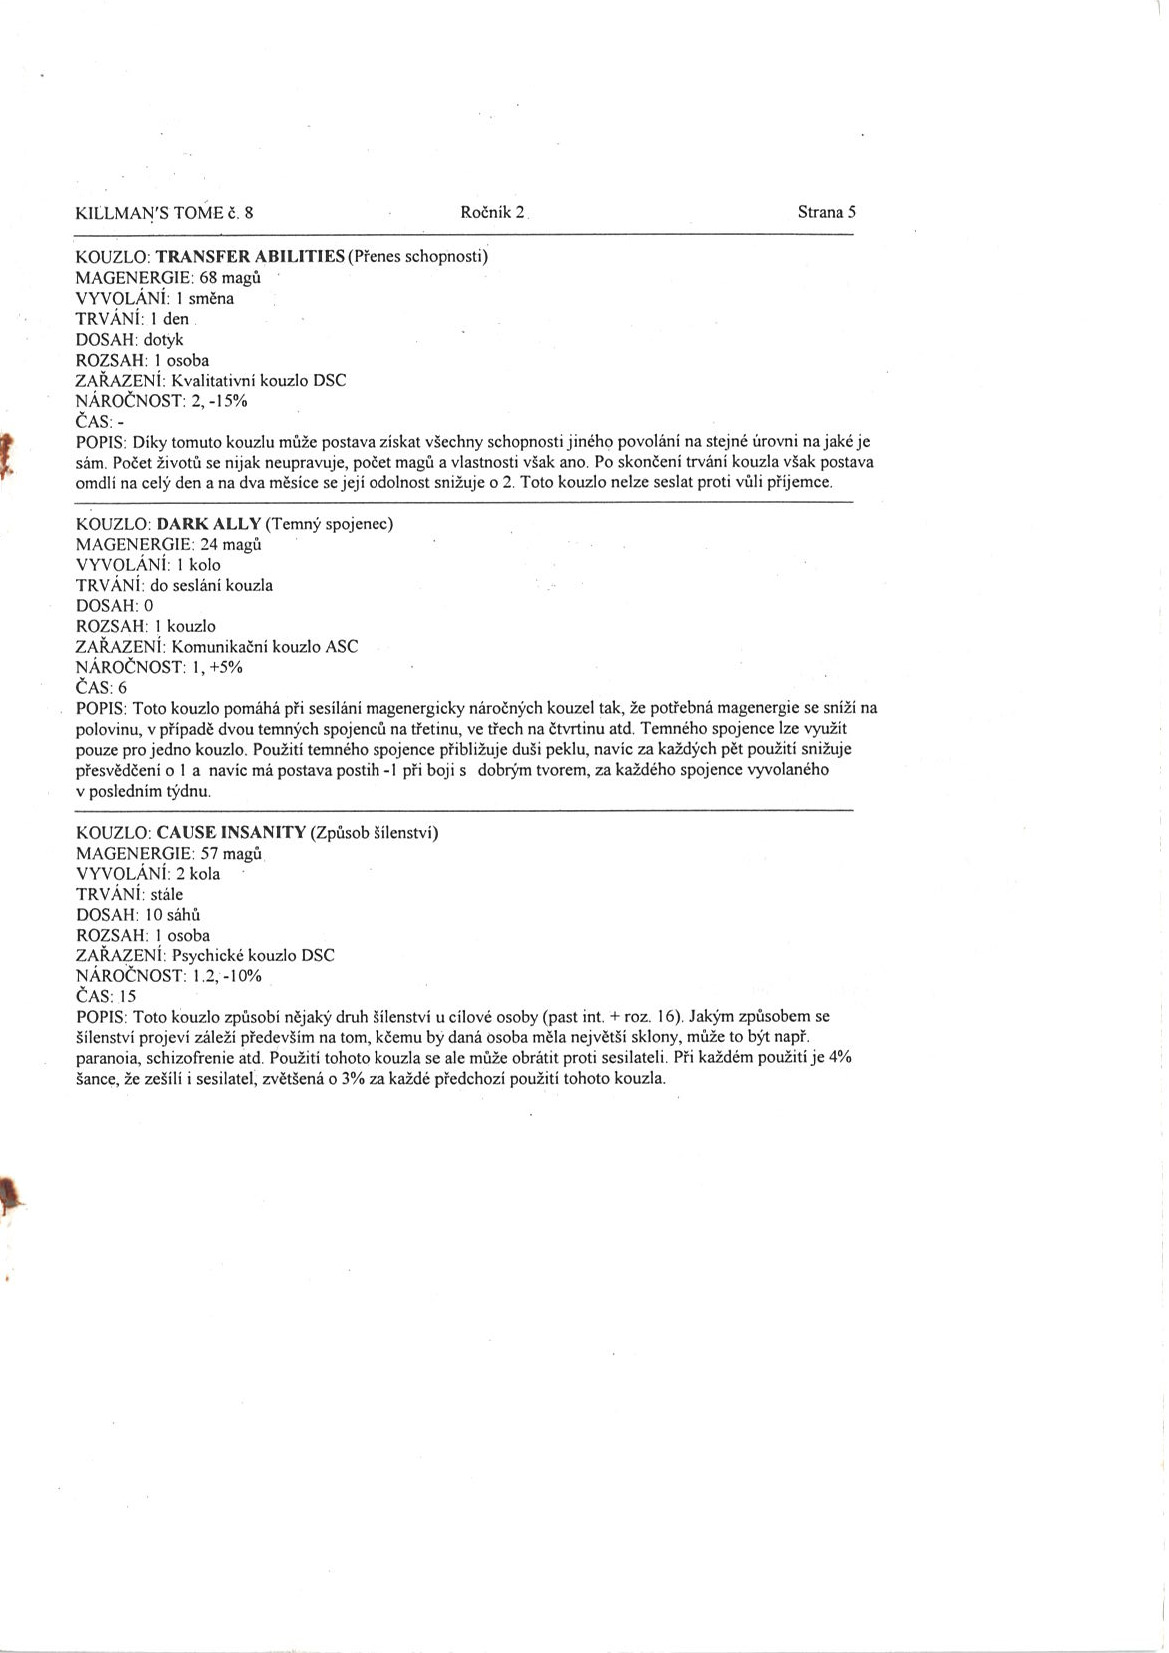 KILLMAN'S TOME č. 8 Ročník 2 Strana 5
KOUZLO: TRANSFER ABILITIES (Přenes schopnosti)
MAGENERGIE: 68 magů
VYVOLÁNÍ: 1 směna
TRVÁNÍ: 1 den
DOSAH: dotyk
ROZSAH: 1 osoba
ZAŘAZENÍ: Kvalitativní kouzlo DSC
NÁROČNOST: 2, -15%
ČAS: -
POPIS: Díky tomuto kouzlu může postava získat všechny schopnosti jiného povolání na stejné úrovni na jaké je
sám. Počet životů se nijak neupravuje, počet magů a vlastnosti však ano. Po skončení trvání kouzla však postava
omdlí na celý den a na dva měsíce se její odolnost snižuje o 2. Toto kouzlo nelze seslat proti vůli příjemce.
KOUZLO: DARK ALLY (Temný spojenec)
MAGENERGIE: 24 magů
VYVOLÁNÍ: 1 kolo
TRVÁNÍ: do seslání kouzla
DOSAH: 0
ROZSAH: 1 kouzlo
ZAŘAZENÍ: Komunikační kouzlo ASC
NÁROČNOST: 1, +5%
ČAS: 6
POPIS: Toto kouzlo pomáhá při sesílání magenergicky náročných kouzel tak, že potřebná magenergie se sníží na
polovinu, v případě dvou temných spojenců na třetinu, ve třech na čtvrtinu atd. Temného spojence lze využít
pouze pro jedno kouzlo. Použití temného spojence přibližuje duši peklu, navíc za každých pět použití snižuje
přesvědčení o 1 a navíc má postava postih -1 při boji s dobrým tvorem, za každého spojence vyvolaného
v posledním týdnu.
KOUZLO: CAUSE INSANITY (Způsob šílenství)
MAGENERGIE: 57 magů
VYVOLÁNÍ: 2 kola
TRVÁNÍ: stále
DOSAH: 10 sáhů
ROZSAH: 1 osoba
ZAŘAZENÍ: Psychické kouzlo DSC
NÁROČNOST: 1.2, -10%
ČAS: 15
POPIS: Toto kouzlo způsobí nějaký druh šílenství u cílové osoby (past int. + roz. 16). Jakým způsobem se
šílenství projeví záleží především na tom, kčemu by daná osoba měla největší sklony, může to být např.
paranoia, schizofrenie atd. Použití tohoto kouzla se ale může obrátit proti sesilateli. Při každém použití je 4%
šance, že zešílí i sesilatel, zvětšená o 3% za každé předchozí použití tohoto kouzla.